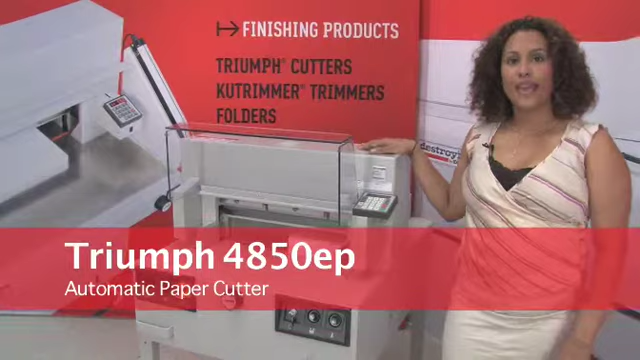 FINISHING PRODUCTS
TRIUMPH® CUTTERS
KUTRIMMER® TRIMMERS
FOLDERS
destroy
Triumph 4850ep
Automatic Paper Cutter